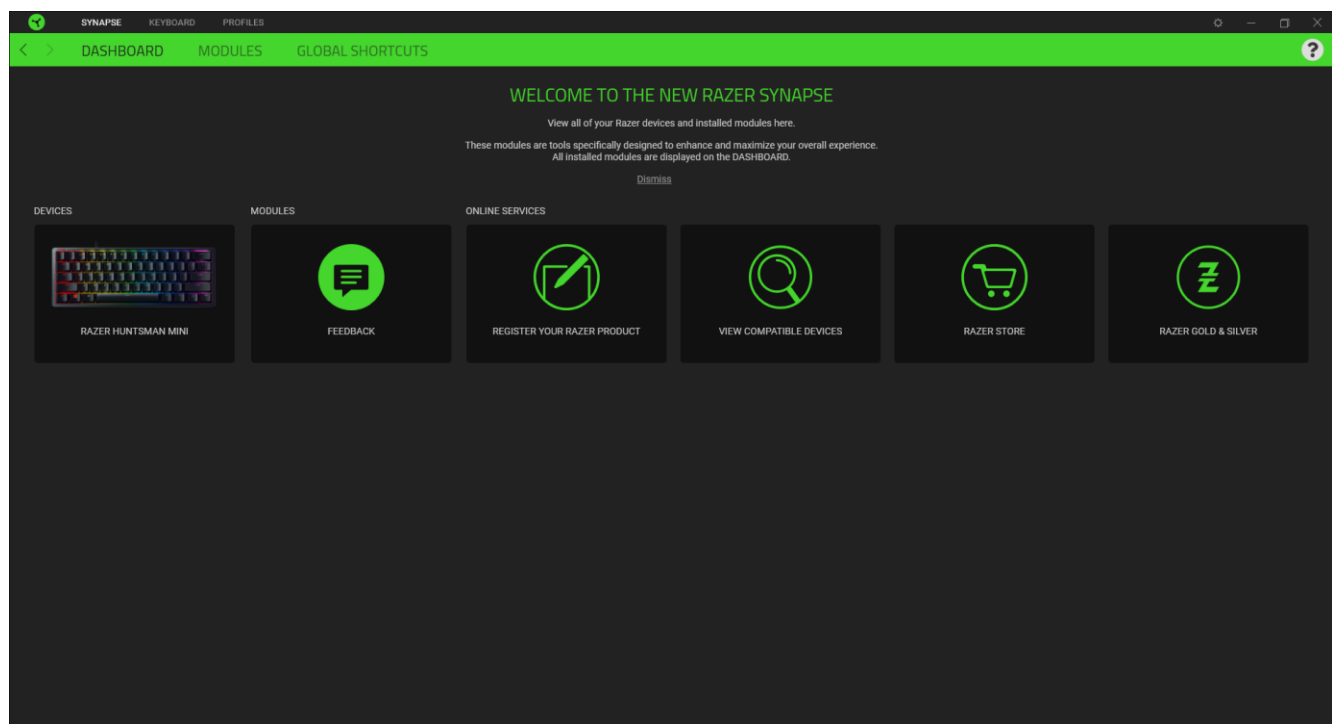 SYNAPSE KEYBOARD PROFILES
DASHBOARD MODULES GLOBAL SHORTCUTS ?
WELCOME TO THE NEW RAZER SYNAPSE
View all of your Razer devices and installed modules here.
These modules are tools specifically designed to enhance and maximize your overall experience.
All installed modules are displayed on the DASHBOARD.
Dismiss
DEVICES MODULES ONLINE SERVICES
RAZER HUNTSMAN MINI FEEDBACK REGISTER YOUR RAZER PRODUCT VIEW COMPATIBLE DEVICES RAZER STORE RAZER GOLD & SILVER